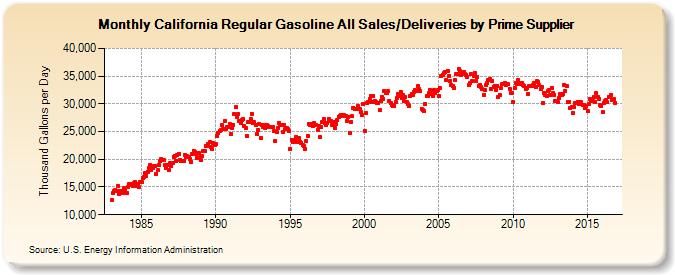 Monthly California Regular Gasoline All Sales/Deliveries by Prime Supplier
Thousand Gallons per Day
40,000
35,000
30,000
25,000
20,000
15,000
10,000
1985 1990 1995 2000 2005 2010 2015
Source: U.S. Energy Information Administration